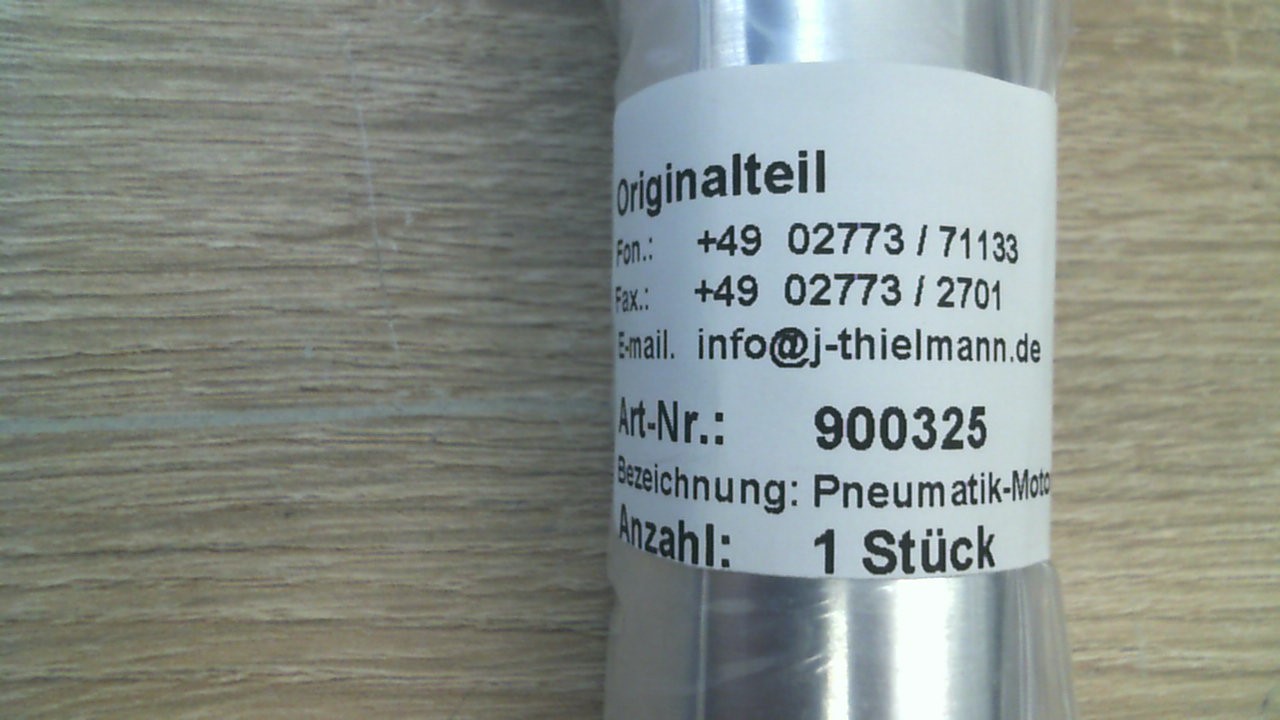 Originalteil
Fon.: +49 02773 / 71133
Fax.: +49 02773 / 2701
E-mail. info@j-thielmann.de
Art-Nr.: 900325
Bezeichnung: Pneumatik-Moto
Anzahl: 1 Stück